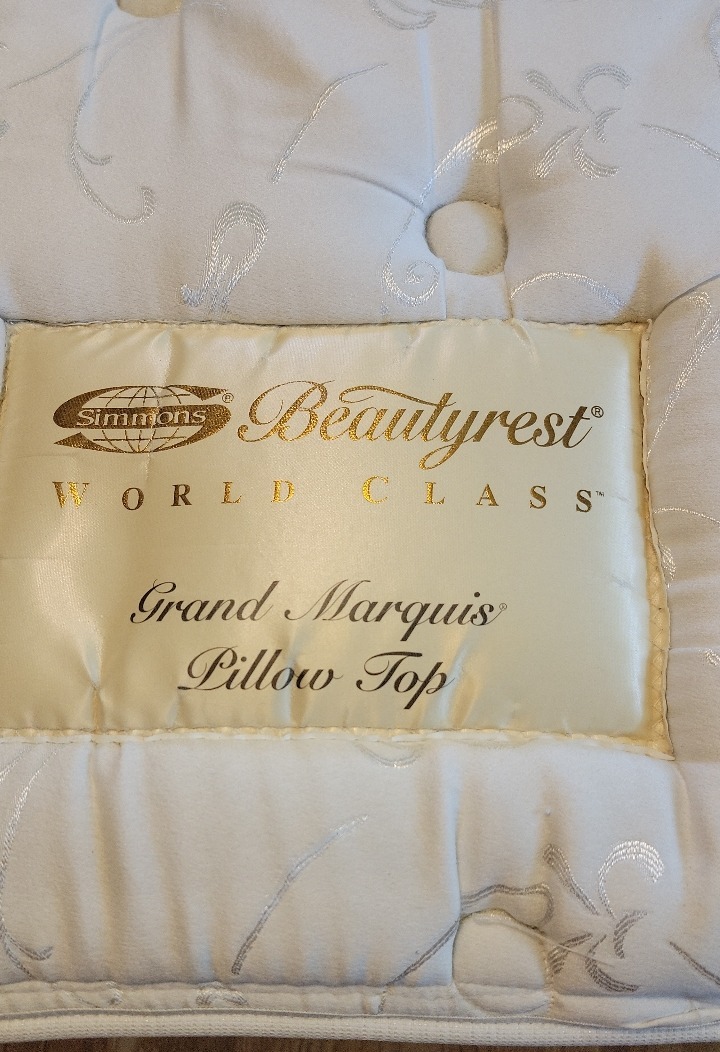 Simmons® Beautyrest®
WORLD CLASS™
Grand Marquis®
Pillow Top